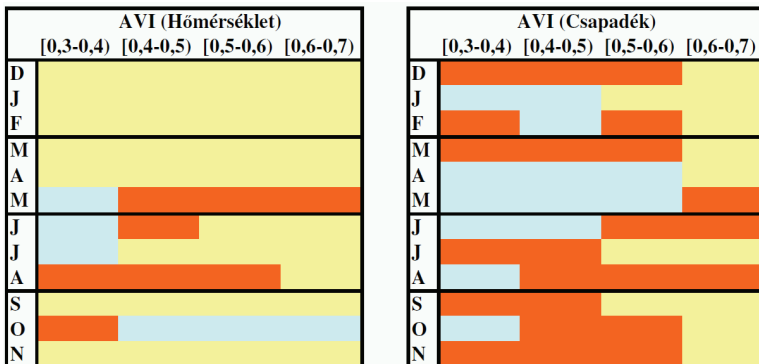 AVI (Hőmérséklet)
[0,3-0,4) [0,4-0,5) [0,5-0,6) [0,6-0,7)
D
J
F
M
A
M
J
J
A
S
O
N
AVI (Csapadék)
[0,3-0,4) [0,4-0,5) [0,5-0,6) [0,6-0,7)
D
J
F
M
A
M
J
J
A
S
O
N